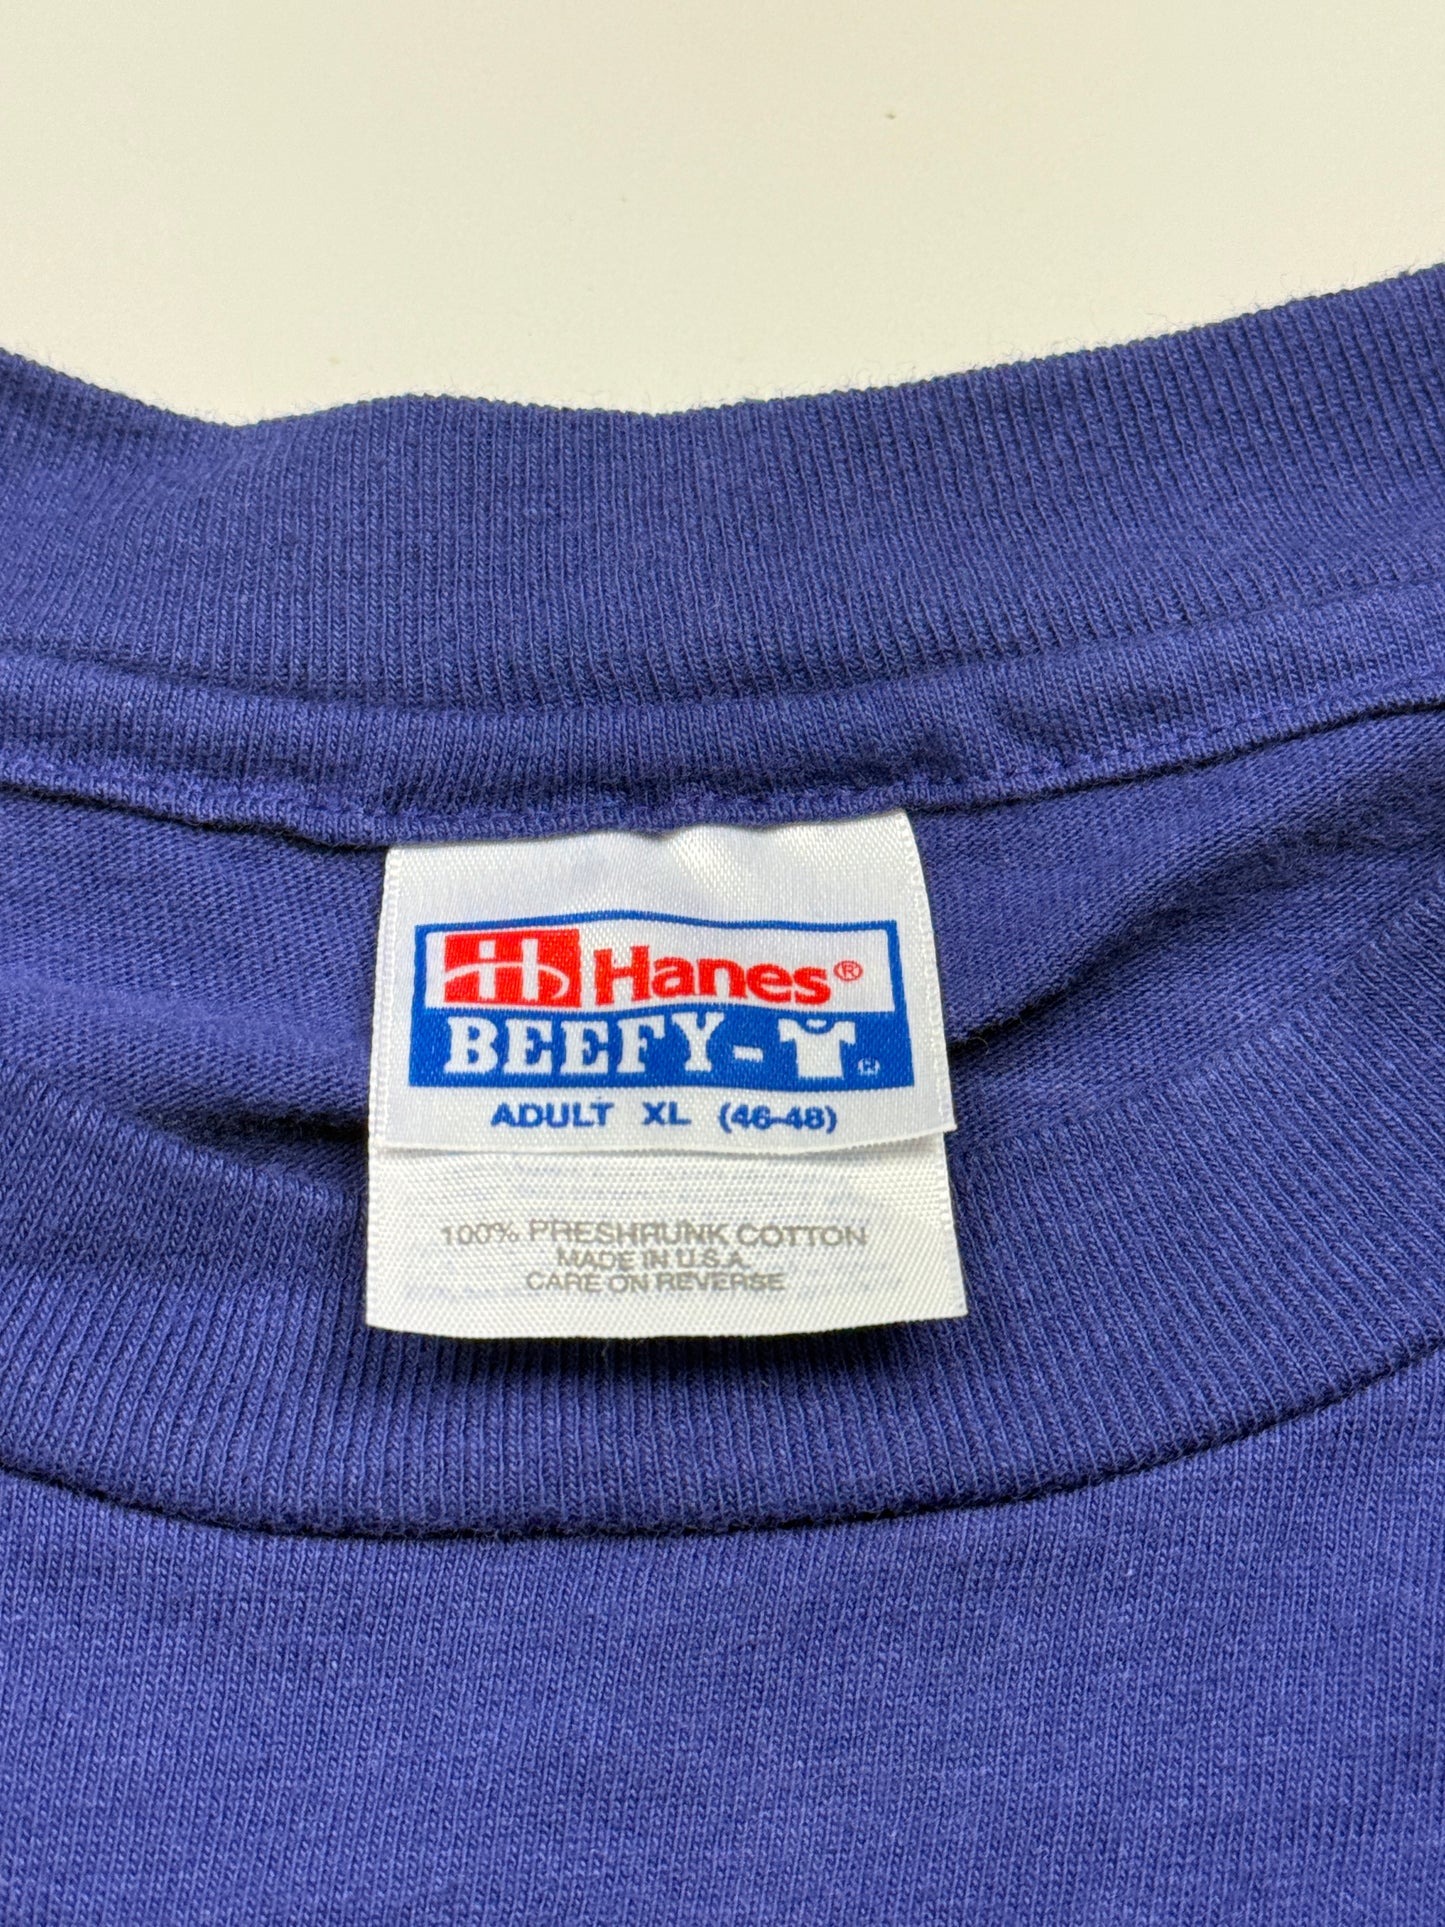 Hanes®
BEEFY-
ADULT XL (46-48)
100% PRESHRUNK COTTON
MADE IN U.S.A.
CARE ON REVERSE